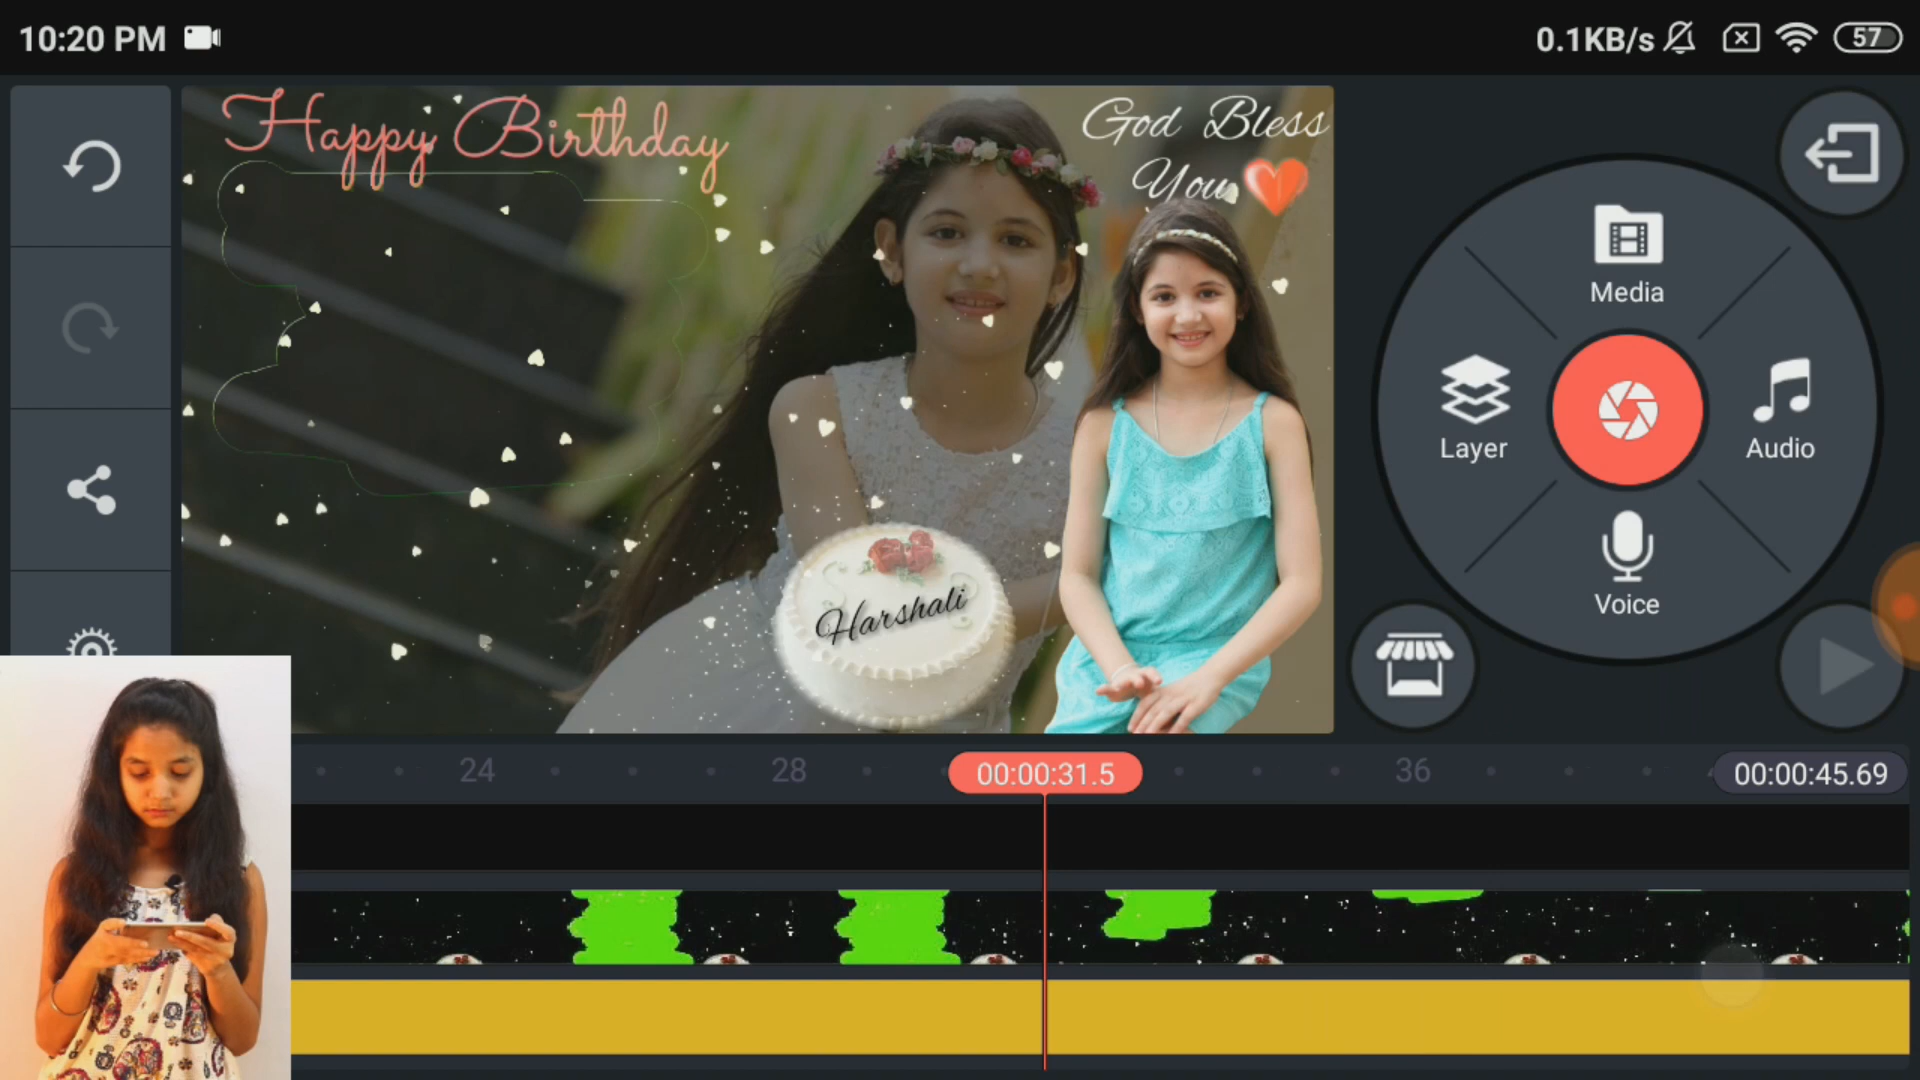 10:20 PM
0.1KB/s
57
Happy Birthday
God Bless
You
Harshali
Media
Layer
Audio
Voice
24
28
00:00:31.5
36
00:00:45.69